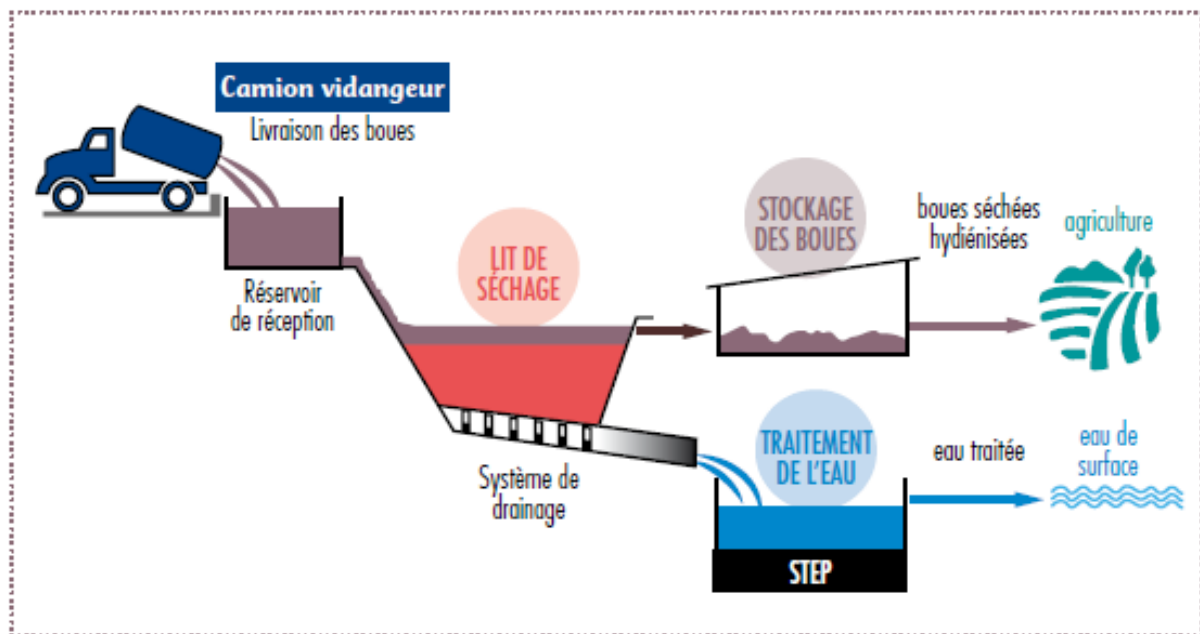 Camion vidangeur
Livraison des boues
Réservoir
de réception
LIT DE
SÉCHAGE
Système de
drainage
STOCKAGE
DES BOUES
boues séchées
hydiénisées
agriculture
TRAITEMENT
DE L'EAU
STEP
eau traitée
eau de
surface